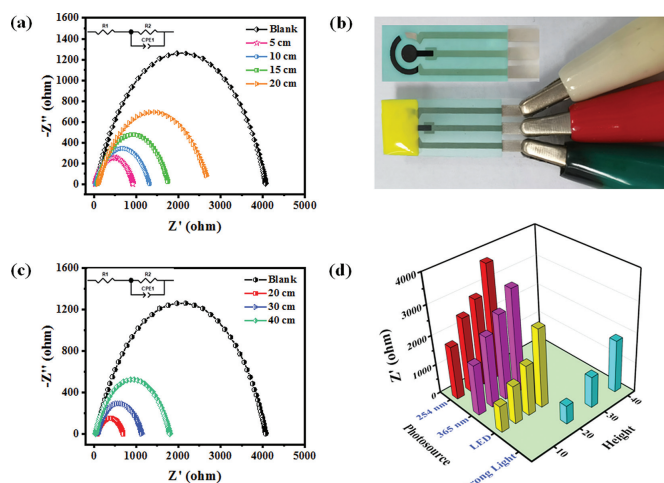 (a)
R1
R2
CPE1
Blank
5 cm
10 cm
15 cm
20 cm
-Z'' (ohm)
1600
1400
1200
1000
800
600
400
200
0
0 1000 2000 3000 4000 5000
Z' (ohm)
(b)
(c)
R1
R2
CPE1
Blank
20 cm
30 cm
40 cm
-Z'' (ohm)
1600
1200
800
400
0
0 1000 2000 3000 4000 5000
Z' (ohm)
(d)
Z' (ohm)
4000
3000
2000
1000
0
254 nm
365 nm
LED
rong Light
Photosource
10
20
30
40
Height